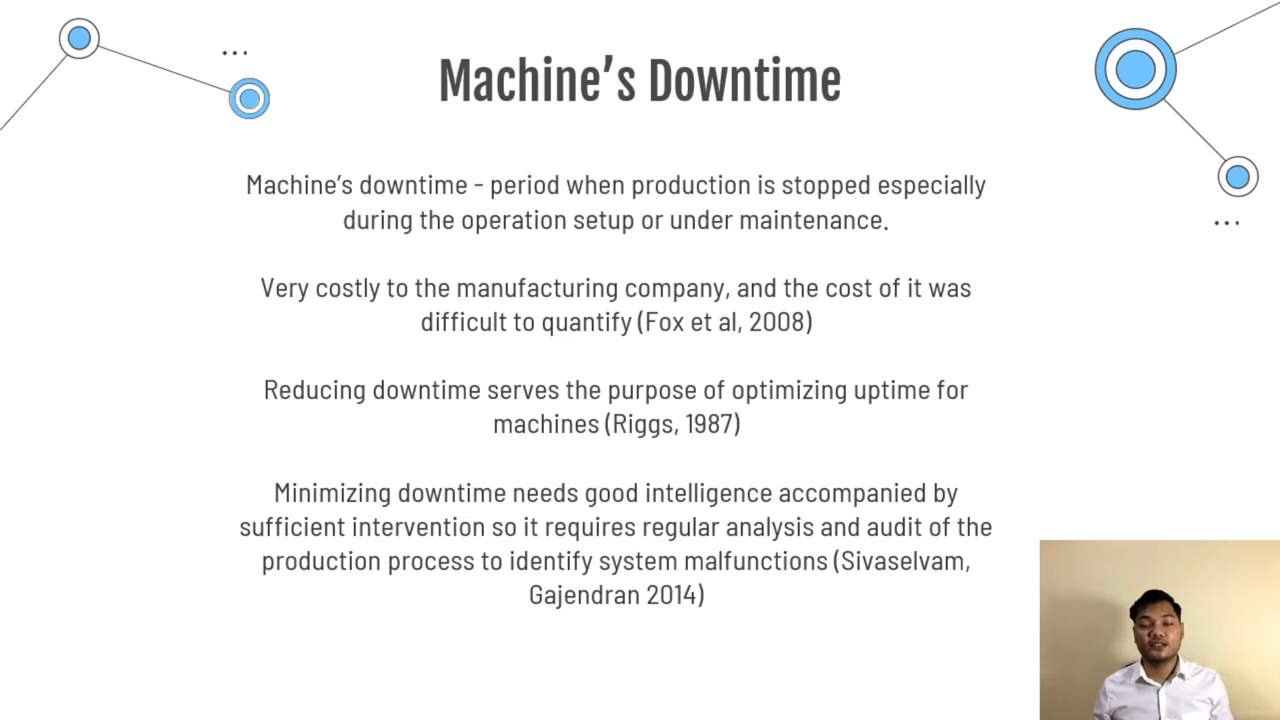 Machine's Downtime
Machine's downtime - period when production is stopped especially
during the operation setup or under maintenance.
Very costly to the manufacturing company, and the cost of it was
difficult to quantify (Fox et al, 2008)
Reducing downtime serves the purpose of optimizing uptime for
machines (Riggs, 1987)
Minimizing downtime needs good intelligence accompanied by
sufficient intervention so it requires regular analysis and audit of the
production process to identify system malfunctions (Sivaselvam,
Gajendran 2014)